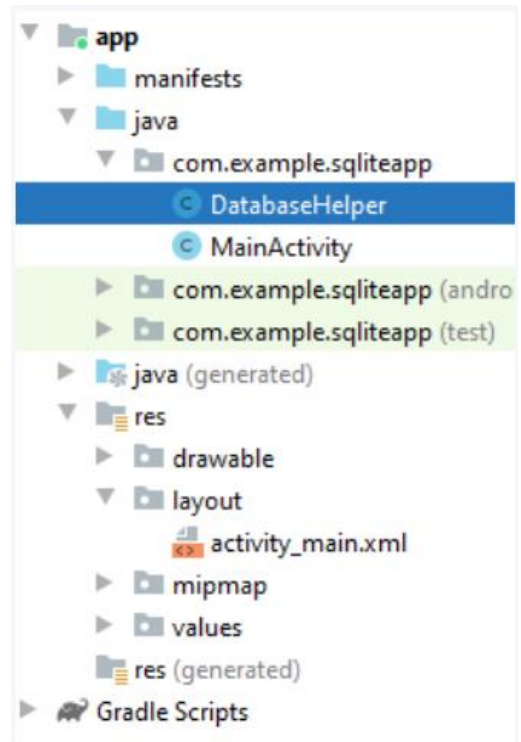 app
manifests
java
com.example.sqliteapp
C DatabaseHelper
C MainActivity
com.example.sqliteapp (andro
com.example.sqliteapp (test)
java (generated)
res
drawable
layout
activity_main.xml
mipmap
values
res (generated)
Gradle Scripts